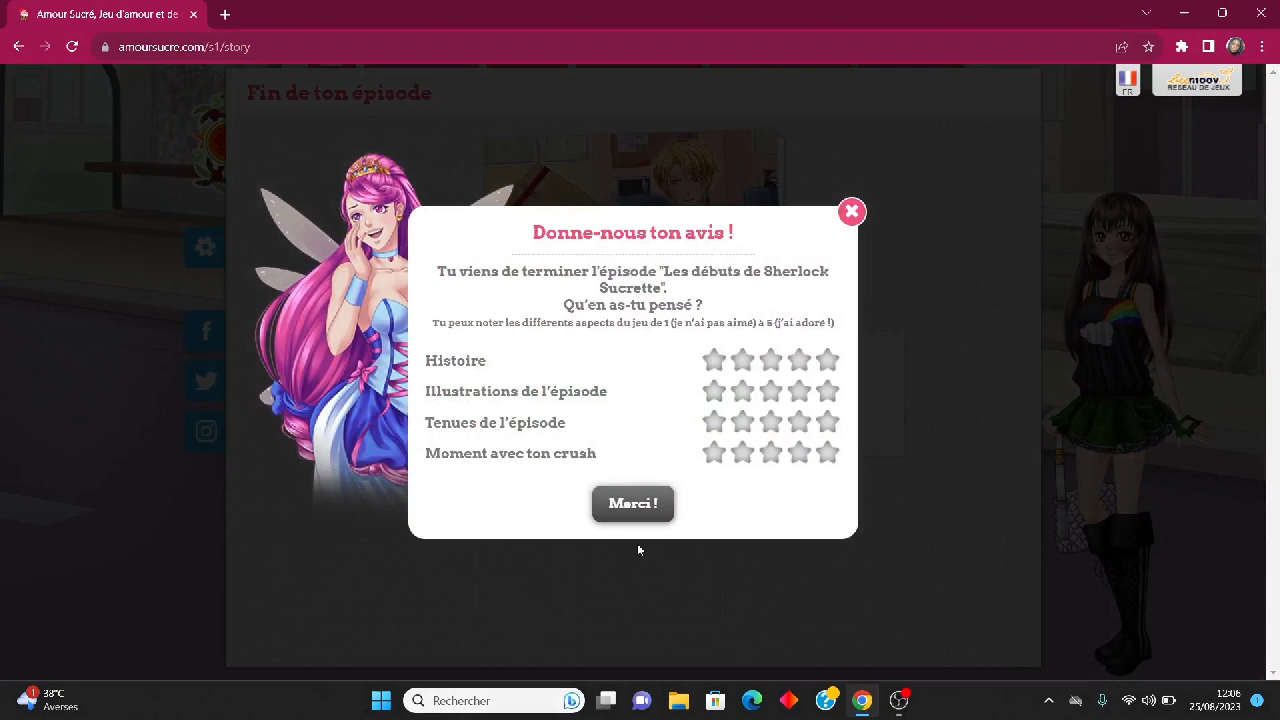 Amour Sucré, Jeu d'amour et de
amoursucre.com/s1/story
FR
RESEAU DE JEUX
Fin de ton épisode
Donne-nous ton avis !
Tu viens de terminer l'épisode "Les débuts de Sherlock
Sucrette".
Qu'en as-tu pensé ?
Tu peux noter les différents aspects du jeu de 1 (je n'ai pas aimé) à 5 (j'ai adoré !)
Histoire
Illustrations de l'épisode
Tenues de l'épisode
Moment avec ton crush
Merci !
1
38°C
Averses
Rechercher
12:06
25/08/2023
1